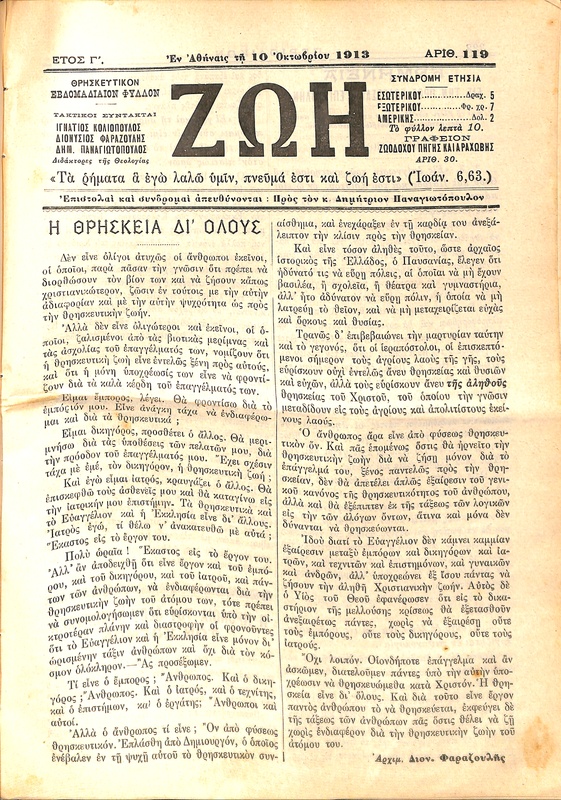 ΕΤΟΣ Γ'.
Ἐν Ἀθήναις τῇ 10 Ὀκτωβρίου 1913
ΑΡΙΘ. 119
ΘΡΗΣΚΕΥΤΙΚΟΝ
ΕΒΔΟΜΑΔΙΑΙΟΝ ΦΥΛΛΟΝ
ΤΑΚΤΙΚΟΙ ΣΥΝΤΑΚΤΑΙ
ΙΓΝΑΤΙΟΣ ΚΟΛΙΟΠΟΥΛΟΣ
ΔΙΟΝΥΣΙΟΣ ΦΑΡΑΖΟΥΛΗΣ
ΔΗΜ. ΠΑΝΑΓΙΩΤΟΠΟΥΛΟΣ
Διδάκτορες τῆς Θεολογίας
ΖΩΗ
ΣΥΝΔΡΟΜΗ ΕΤΗΣΙΑ
ΕΣΩΤΕΡΙΚΟΥ........Δραχ. 5
ΕΞΩΤΕΡΙΚΟΥ........Φρ. χρ. 7
ΑΜΕΡΙΚΗΣ........Δολ. 2
Τὸ φύλλον λεπτὰ 10.
ΓΡΑΦΕΙΟΝ
ΖΩΟΔΟΧΟΥ ΠΗΓΗΣ ΚΑΙ ΑΡΑΧΩΒΗΣ
ΑΡΙΘ. 30.
«Τὰ ῥήματα ἃ ἐγὼ λαλῶ ὑμῖν, πνεῦμά ἐστι καὶ ζωή ἐστι» (Ἰωάν. 6,63.)
Ἐπιστολαὶ καὶ συνδρομαὶ ἀπευθύνονται : Πρὸς τὸν κ. Δημήτριον Παναγιωτόπουλον
Η ΘΡΗΣΚΕΙΑ ΔΙ' ΟΛΟΥΣ
Δὲν εἶνε ὀλίγοι ἀτυχῶς οἱ ἄνθρωποι ἐκεῖνοι,
οἱ ὁποῖοι, παρὰ πᾶσαν τὴν γνῶσιν ὅτι πρέπει νὰ
διορθώσουν τὸν βίον των καὶ νὰ ζήσουν κάπως
χριστιανικώτερον, ζῶσιν ἐν τούτοις μὲ τὴν αὐτὴν
ἀδιαφορίαν καὶ μὲ τὴν αὐτὴν ψυχρότητα ὡς πρὸς
τὴν θρησκευτικὴν ζωήν.
Ἀλλὰ δὲν εἶνε ὀλιγώτεροι καὶ ἐκεῖνοι, οἱ ὁ-
ποῖοι, ζαλισμένοι ἀπὸ τὰς βιοτικὰς μερίμνας καὶ
τὰς ἀσχολίας τοῦ ἐπαγγέλματός των, νομίζουν ὅτι
ἡ θρησκευτικὴ ζωὴ εἶνε ἐντελῶς ξένη πρὸς αὐτούς.
καὶ ὅτι ἡ μόνη ὑποχρέωσίς των εἶνε νὰ φροντί-
ζουν διὰ τὰ καλὰ κέρδη τοῦ ἐπαγγέλματός των.
Εἶμαι ἔμπορος, λέγει. Θὰ φροντίσω διὰ τὸ
ἐμπόριόν μου. Εἶνε ἀνάγκη τάχα νὰ ἐνδιαφέρω-
μαι καὶ διὰ τὰ θρησκευτικά ;
Εἶμαι δικηγόρος, προσθέτει ὁ ἄλλος. Θὰ μερι-
μνήσω διὰ τὰς ὑποθέσεις τῶν πελατῶν μου, διὰ
τὴν πρόοδον τοῦ ἐπαγγέλματός μου. Ἔχει σχέσιν
τάχα μὲ ἐμέ, τὸν δικηγόρον, ἡ θρησκευτικὴ ζωή ;
Καὶ ἐγὼ εἶμαι ἰατρός, κραυγάζει ὁ ἄλλος. Θὰ
ἐπισκεφθῶ τοὺς ἀσθενεῖς μου καὶ θὰ καταγίνω εἰς
τὴν ἰατρικήν μου ἐπιστήμην. Τὰ θρησκευτικὰ καὶ
τὸ Εὐαγγέλιον καὶ ἡ Ἐκκλησία εἶνε δι' ἄλλους.
Ἰατρὸς ἐγώ, τί θέλω ν' ἀνακατευθῶ μὲ αὐτά ;
Ἕκαστος εἰς τὸ ἔργον του.
Πολὺ ὡραῖα ! Ἕκαστος εἰς τὸ ἔργον του.
Ἀλλ' ἂν ἀποδειχθῇ ὅτι εἶνε ἔργον καὶ τοῦ ἐμπό-
ρου, καὶ τοῦ δικηγόρου, καὶ τοῦ ἰατροῦ, καὶ πάν-
των τῶν ἀνθρώπων, νὰ ἐνδιαφέρωνται διὰ τὴν
θρησκευτικὴν ζωὴν τοῦ ἀτόμου των, τότε πρέπει
νὰ συνομολογήσωμεν ὅτι εὑρίσκονται ὑπὸ τὴν οἰ-
κτροτέραν πλάνην καὶ διαστροφὴν οἱ φρονοῦντες
ὅτι τὸ Εὐαγγέλιον καὶ ἡ Ἐκκλησία εἶνε μόνον δι'
ὡρισμένην τάξιν ἀνθρώπων καὶ ὄχι διὰ τὸν κό-
σμον ὁλόκληρον.—Ἂς προσέξωμεν.
Τί εἶνε ὁ ἔμπορος ; Ἄνθρωπος. Καὶ ὁ δικη-
γόρος ; Ἄνθρωπος. Καὶ ὁ ἰατρός, καὶ ὁ τεχνίτης,
καὶ ὁ ἐπιστήμων, καὶ ὁ ἐργάτης; Ἄνθρωποι καὶ
αὐτοί.
Ἀλλὰ ὁ ἄνθρωπος τί εἶνε ; Ὂν ἀπὸ φύσεως
θρησκευτικόν. Ἐπλάσθη ἀπὸ Δημιουργόν, ὁ ὁποῖος
ἐνέβαλεν ἐν τῇ ψυχῇ αὐτοῦ τὸ θρησκευτικὸν συν-
αίσθημα, καὶ ἐνεχάραξεν ἐν τῇ καρδίᾳ του ἀνεξά-
λειπτον τὴν κλίσιν πρὸς τὴν θρησκείαν.
Καὶ εἶνε τόσον ἀληθὲς τοῦτο, ὥστε ἀρχαῖος
ἱστορικὸς τῆς Ἑλλάδος, ὁ Παυσανίας, ἔλεγεν ὅτι
ἠδύνατό τις νὰ εὕρῃ πόλεις, αἱ ὁποῖαι νὰ μὴ ἔχουν
βασιλέα, ἢ σχολεῖα, ἢ θέατρα καὶ γυμναστήρια,
ἀλλ' ἦτο ἀδύνατον νὰ εὕρῃ πόλιν, ἡ ὁποία νὰ μὴ
λατρεύῃ τὸ θεῖον, καὶ νὰ μὴ μεταχειρίζεται εὐχὰς
καὶ ὅρκους καὶ θυσίας.
Τρανῶς δ' ἐπιβεβαιώνει τὴν μαρτυρίαν ταύτην
καὶ τὸ γεγονός, ὅτι οἱ ἱεραπόστολοι, οἱ ἐπισκεπτό-
μενοι σήμερον τοὺς ἀγρίους λαοὺς τῆς γῆς, τοὺς
εὑρίσκουν οὐχὶ ἐντελῶς ἄνευ θρησκείας καὶ θυσιῶν
καὶ εὐχῶν, ἀλλὰ τοὺς εὑρίσκουν ἄνευ τῆς ἀληθοῦς
θρησκείας τοῦ Χριστοῦ, τοῦ ὁποίου τὴν γνῶσιν
μεταδίδουν εἰς τοὺς ἀγρίους καὶ ἀπολιτίστους ἐκεί-
νους λαούς.
Ὁ ἄνθρωπος ἄρα εἶνε ἀπὸ φύσεως θρησκευ-
τικὸν ὄν. Καὶ πᾶς ἑπομένως ὅστις θὰ ἠρνεῖτο τὴν
θρησκευτικὴν ζωὴν διὰ νὰ ζήσῃ μόνον διὰ τὸ
ἐπάγγελμά του, ξένος παντελῶς πρὸς τὴν θρη-
σκείαν, δὲν θὰ ἀπετέλει ἁπλῶς ἐξαίρεσιν τοῦ γενι-
κοῦ κανόνος τῆς θρησκευτικότητος τοῦ ἀνθρώπου,
ἀλλὰ καὶ θὰ ἐξέπιπτεν ἐκ τῆς τάξεως τῶν λογικῶν
εἰς τὴν τῶν ἀλόγων ὄντων, ἅτινα καὶ μόνα δὲν
δύνανται νὰ θρησκεύωνται.
Ἰδοὺ διατὶ τὸ Εὐαγγέλιον δὲν κάμνει καμμίαν
ἐξαίρεσιν μεταξὺ ἐμπόρων καὶ δικηγόρων καὶ ἰα-
τρῶν, καὶ τεχνιτῶν καὶ ἐπιστημόνων, καὶ γυναικῶν
καὶ ἀνδρῶν, ἀλλ' ὑποχρεώνει ἐξ ἴσου πάντας νὰ
ζήσουν τὴν ἀληθῆ Χριστιανικὴν ζωήν. Αὐτὸς δὲ
ὁ Υἱὸς τοῦ Θεοῦ ἐφανέρωσεν ὅτι εἰς τὸ δικα-
στήριον τῆς μελλούσης κρίσεως θὰ ἐξετασθοῦν
ἀνεξαιρέτως πάντες, χωρὶς νὰ ἐξαιρέσῃ οὔτε
τοὺς ἐμπόρους, οὔτε τοὺς δικηγόρους, οὔτε τοὺς
ἰατρούς.
Ὄχι λοιπόν. Οἱονδήποτε ἐπάγγελμα καὶ ἂν
ἀσκῶμεν, διατελοῦμεν πάντες ὑπὸ τὴν αὐτὴν ὑπο-
χρέωσιν νὰ θρησκευώμεθα κατὰ Χριστόν. Ἡ θρη-
σκεία εἶνε δι' ὅλους. Καὶ διὰ τοῦτο εἶνε ἔργον
παντὸς ἀνθρώπου τὸ νὰ θρησκεύεται, ἐκφεύγει δὲ
τῆς τάξεως τῶν ἀνθρώπων πᾶς ὅστις θέλει νὰ ζῇ
χωρὶς ἐνδιαφέρον διὰ τὴν θρησκευτικὴν ζωὴν τοῦ
ἀτόμου του.
Ἀρχιμ. Διον. Φαραζουλῆς